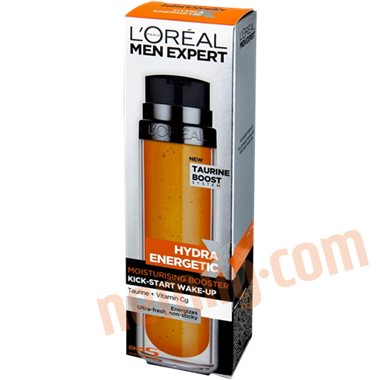 L'ORÉAL
MEN EXPERT
L'ORÉAL
NEW
TAURINE
BOOST
SYSTEM
HYDRA
ENERGETIC X
MOISTURISING BOOSTER
KICK-START WAKE-UP
Taurine + Vitamin Cg
Energizes
Ultra-fresh, non-sticky